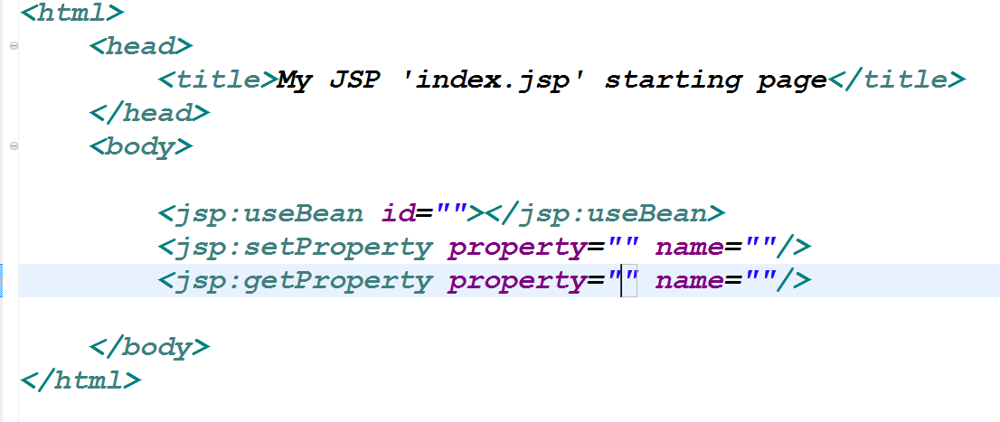 <html>
<head>
<title>My JSP 'index.jsp' starting page</title>
</head>
<body>
<jsp:useBean id=""></jsp:useBean>
<jsp:setProperty property="" name=""/>
<jsp:getProperty property="" name=""/>
</body>
</html>